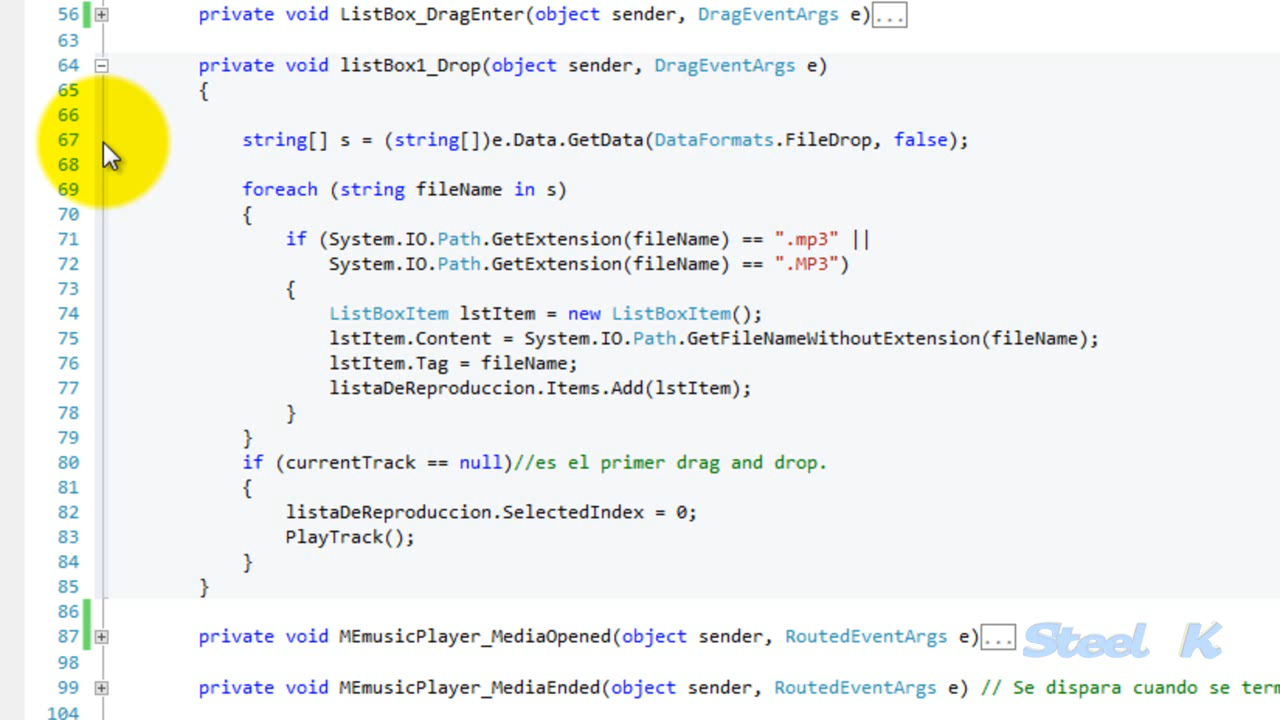 56 private void ListBox_DragEnter(object sender, DragEventArgs e)...
63
64 private void listBox1_Drop(object sender, DragEventArgs e)
65 {
66
67 string[] s = (string[])e.Data.GetData(DataFormats.FileDrop, false);
68
69 foreach (string fileName in s)
70 {
71 if (System.IO.Path.GetExtension(fileName) == ".mp3" ||
72 System.IO.Path.GetExtension(fileName) == ".MP3")
73 {
74 ListBoxItem lstItem = new ListBoxItem();
75 lstItem.Content = System.IO.Path.GetFileNameWithoutExtension(fileName);
76 lstItem.Tag = fileName;
77 listaDeReproduccion.Items.Add(lstItem);
78 }
79 }
80 if (currentTrack == null)//es el primer drag and drop.
81 {
82 listaDeReproduccion.SelectedIndex = 0;
83 PlayTrack();
84 }
85 }
86
87 private void MEmusicPlayer_MediaOpened(object sender, RoutedEventArgs e)...
Steel K
98
99 private void MEmusicPlayer_MediaEnded(object sender, RoutedEventArgs e) // Se dispara cuando se term
104